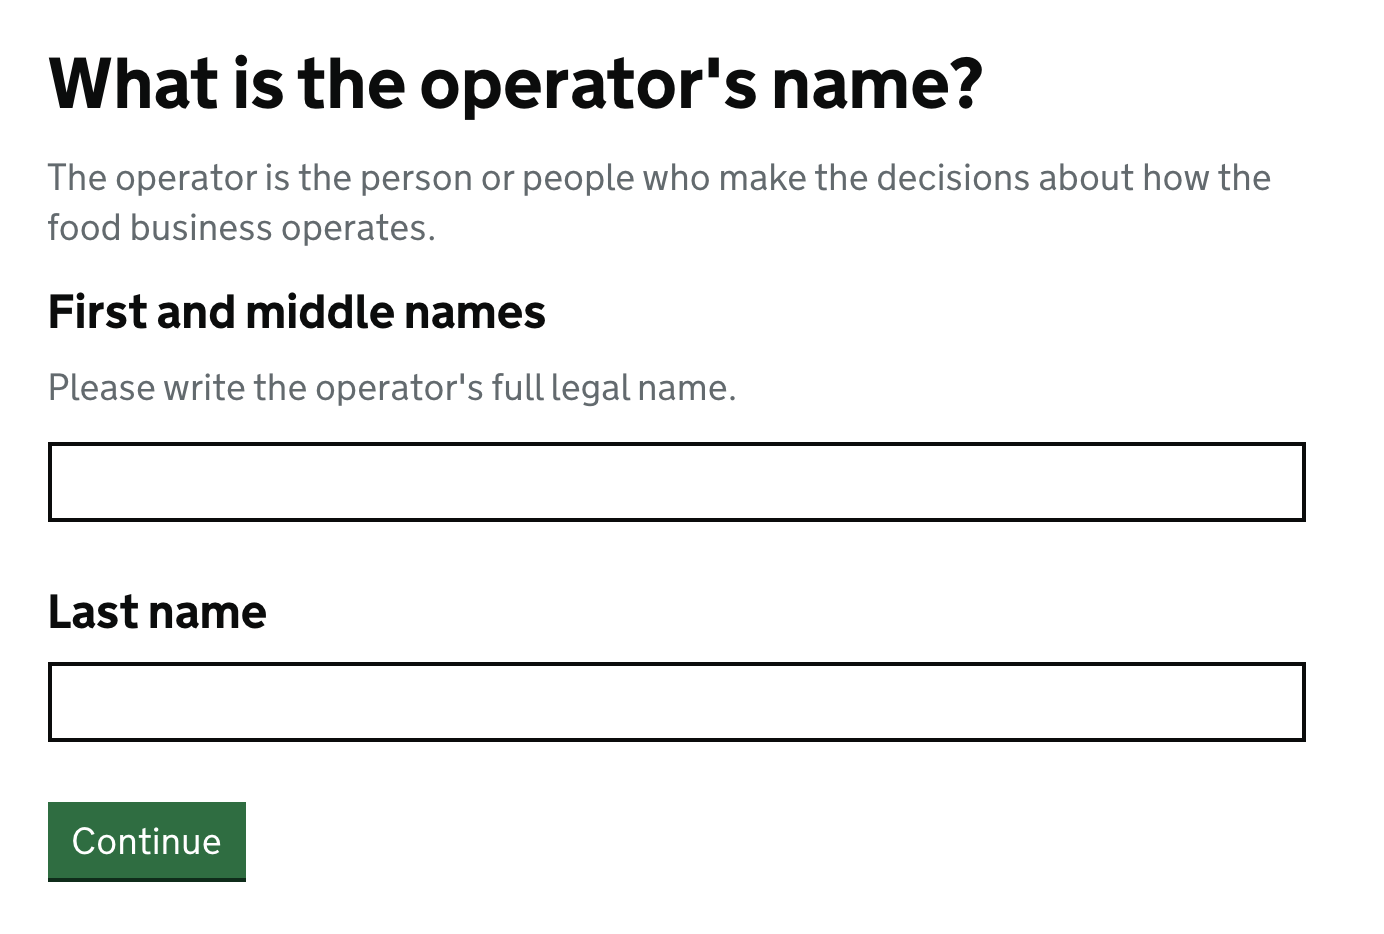 What is the operator's name?
The operator is the person or people who make the decisions about how the
food business operates.
First and middle names
Please write the operator's full legal name.
Last name
Continue